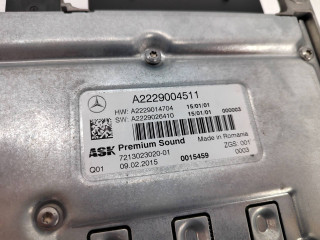 A2229004511
HW: A2229014704 15/01/01
SW: A2229026410 15/01/01 000003
ASK Premium Sound Made in Romania
7213023020-01 ZGS: 001
Q01 09.02.2015 0015459 0003